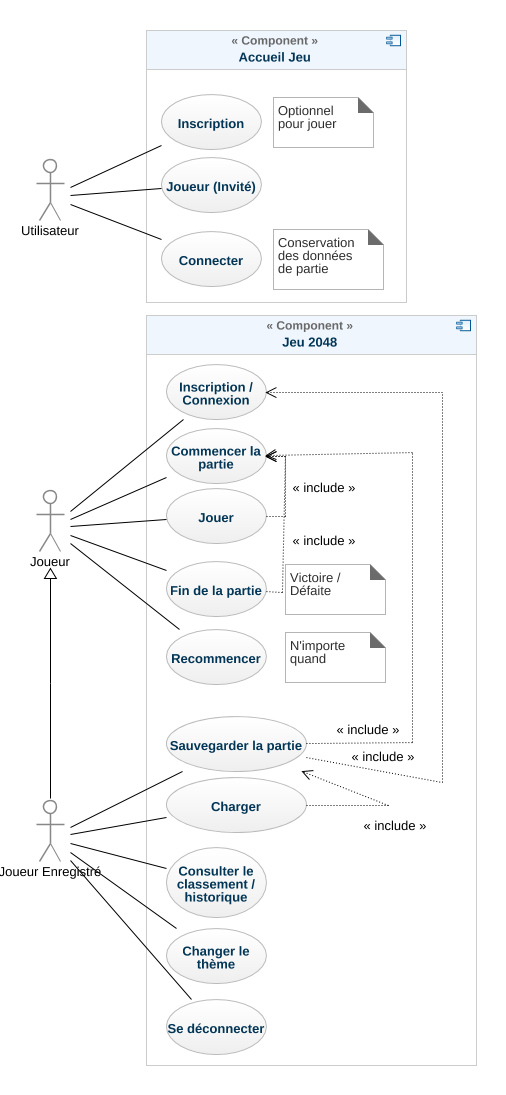 « Component »
Accueil Jeu
Inscription
Optionnel
pour jouer
Joueur (Invité)
Utilisateur
Connecter
Conservation
des données
de partie
« Component »
Jeu 2048
Inscription /
Connexion
Commencer la
partie
« include »
Jouer
« include »
Joueur
Fin de la partie
Victoire /
Défaite
Recommencer
N'importe
quand
« include »
Sauvegarder la partie
« include »
Charger
« include »
Joueur Enregistré
Consulter le
classement /
historique
Changer le
thème
Se déconnecter